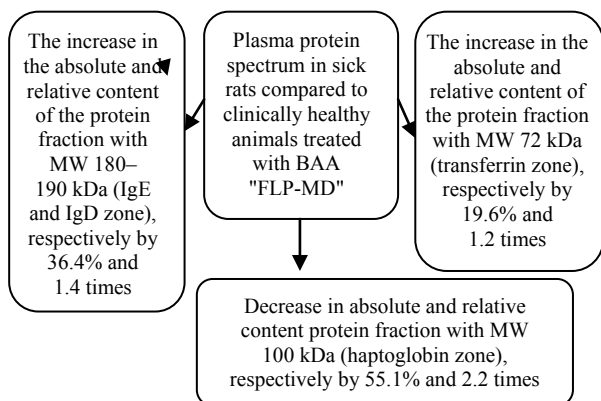 The increase in
the absolute and
relative content
of the protein
fraction with
MW 180–
190 kDa (IgE
and IgD zone),
respectively by
36.4% and
1.4 times
Plasma protein
spectrum in sick
rats compared to
clinically healthy
animals treated
with BAA
"FLP-MD"
The increase in the
absolute and
relative content of
the protein fraction
with MW 72 kDa
(transferrin zone),
respectively by
19.6% and
1.2 times
Decrease in absolute and relative
content protein fraction with MW
100 kDa (haptoglobin zone),
respectively by 55.1% and 2.2 times